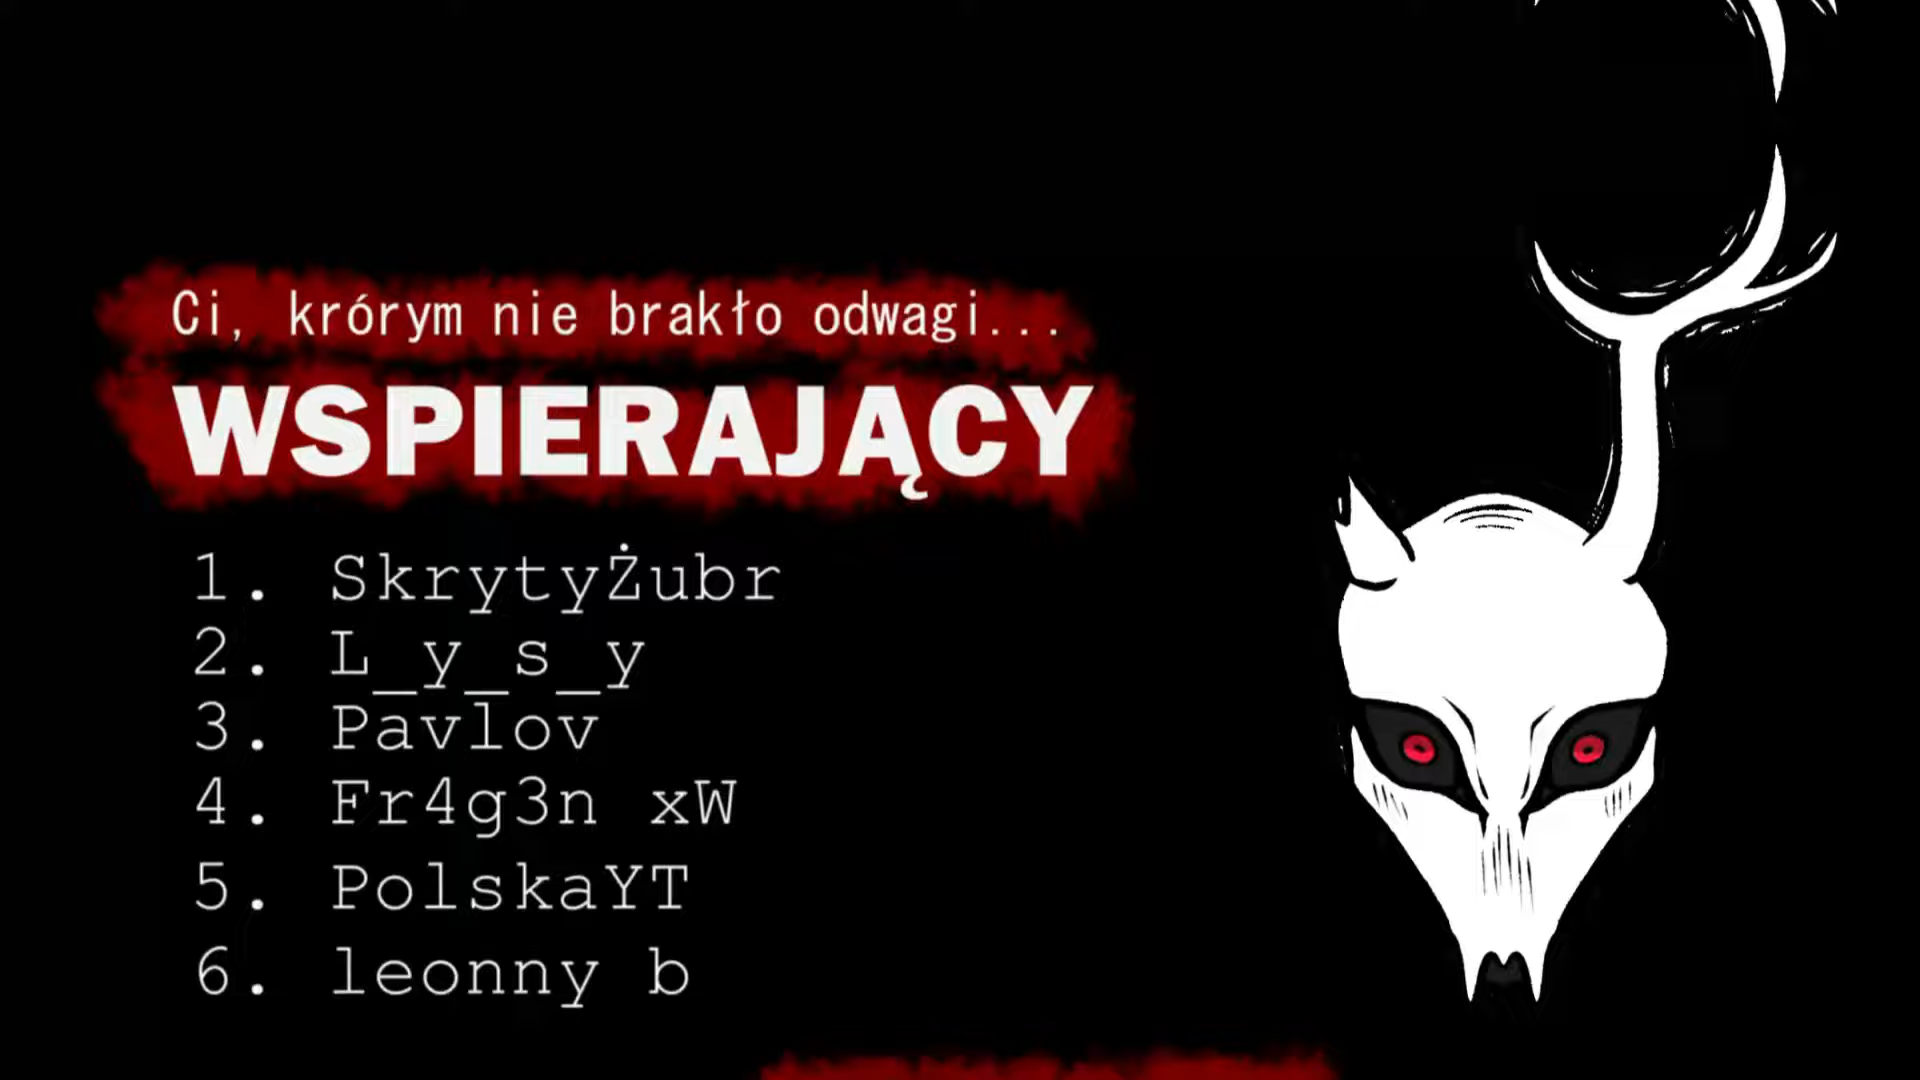 Ci, krórym nie brakło odwagi...
WSPIERAJĄCY
1. SkrytyŻubr
2. L_y_s_y
3. Pavlov
4. Fr4g3n xW
5. PolskaYT
6. leonny b